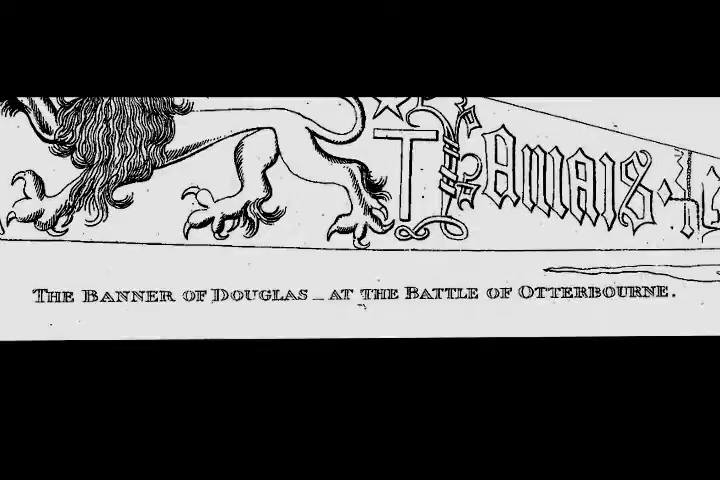 Jamais
THE BANNER OF DOUGLAS _ AT THE BATTLE OF OTTERBOURNE.